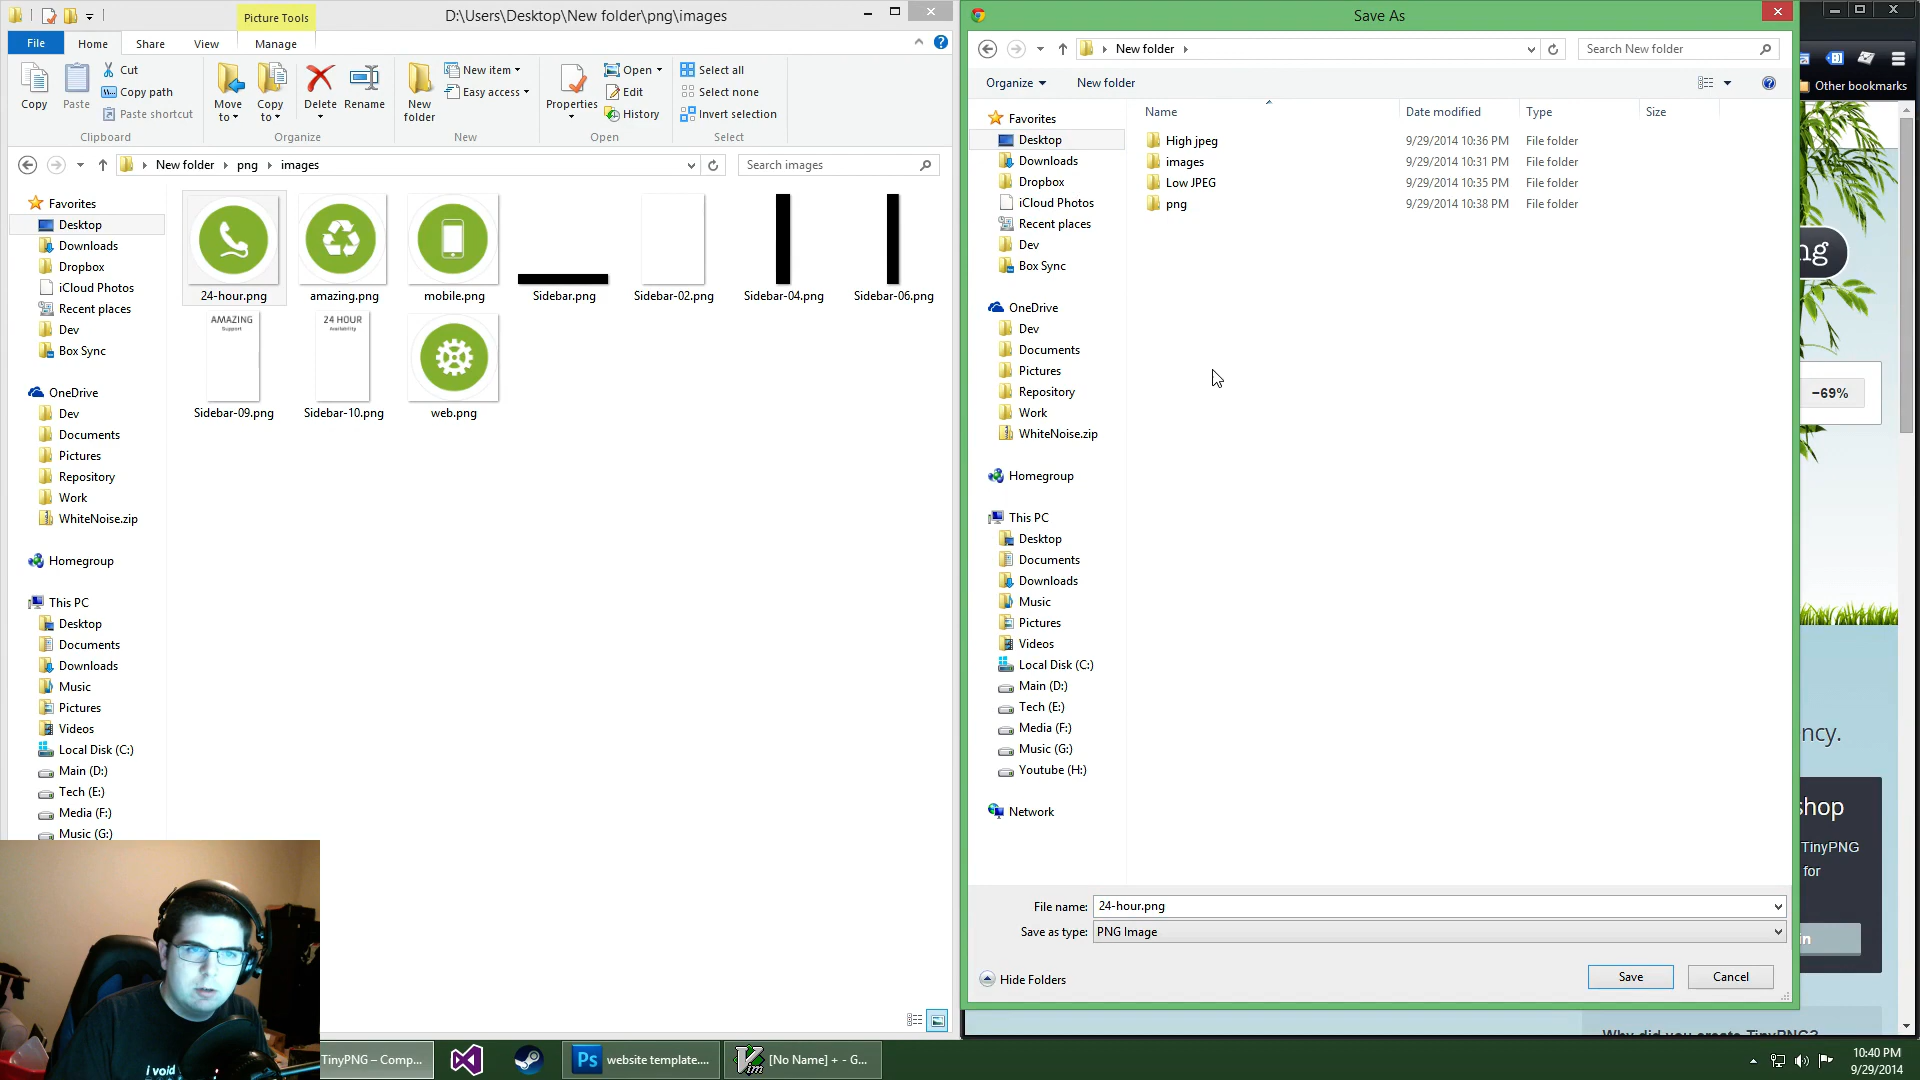 Picture Tools
D:\Users\Desktop\New folder\png\images
File
Home
Share
View
Manage
Copy
Paste
Cut
Copy path
Paste shortcut
Move to
Copy to
Delete
Rename
New folder
New item
Easy access
Properties
Open
Edit
History
Select all
Select none
Invert selection
Clipboard
Organize
New
Open
Select
New folder
png
images
Search images
Favorites
Desktop
Downloads
Dropbox
iCloud Photos
Recent places
Dev
Box Sync
OneDrive
Dev
Documents
Pictures
Repository
Work
WhiteNoise.zip
Homegroup
This PC
Desktop
Documents
Downloads
Music
Pictures
Videos
Local Disk (C:)
Main (D:)
Tech (E:)
Media (F:)
Music (G:)
24-hour.png
amazing.png
mobile.png
Sidebar.png
Sidebar-02.png
Sidebar-04.png
Sidebar-06.png
AMAZING
Support
24 HOUR
Availability
Sidebar-09.png
Sidebar-10.png
web.png
Save As
New folder
Search New folder
Organize
New folder
Name
Date modified
Type
Size
High jpeg
9/29/2014 10:36 PM
File folder
images
9/29/2014 10:31 PM
File folder
Low JPEG
9/29/2014 10:35 PM
File folder
png
9/29/2014 10:38 PM
File folder
Favorites
Desktop
Downloads
Dropbox
iCloud Photos
Recent places
Dev
Box Sync
OneDrive
Dev
Documents
Pictures
Repository
Work
WhiteNoise.zip
Homegroup
This PC
Desktop
Documents
Downloads
Music
Pictures
Videos
Local Disk (C:)
Main (D:)
Tech (E:)
Media (F:)
Music (G:)
Youtube (H:)
Network
File name:
24-hour.png
Save as type:
PNG Image
Hide Folders
Save
Cancel
Other bookmarks
ng
−69%
ncy.
shop
TinyPNG
for
in
Why did you create TinyPNG?
i void
TinyPNG – Comp...
Ps
website template....
Vim
[No Name] + - G...
10:40 PM
9/29/2014